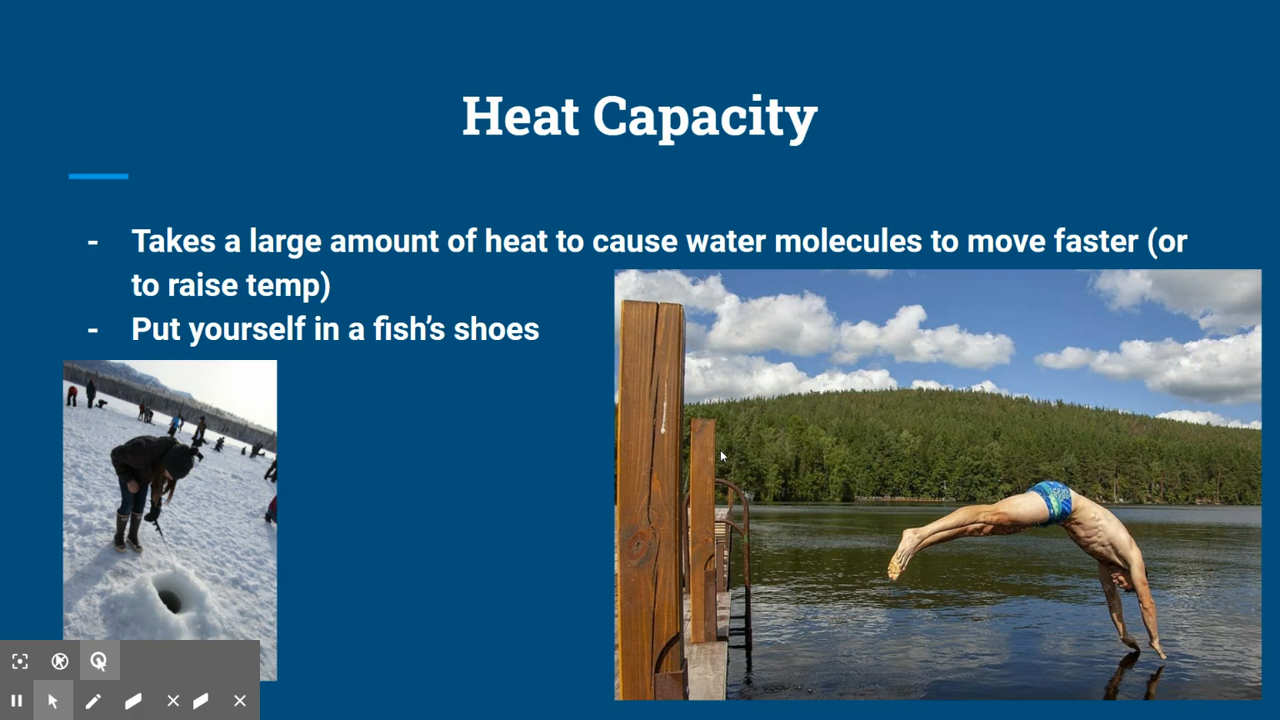 Heat Capacity
- Takes a large amount of heat to cause water molecules to move faster (or
to raise temp)
- Put yourself in a fish’s shoes